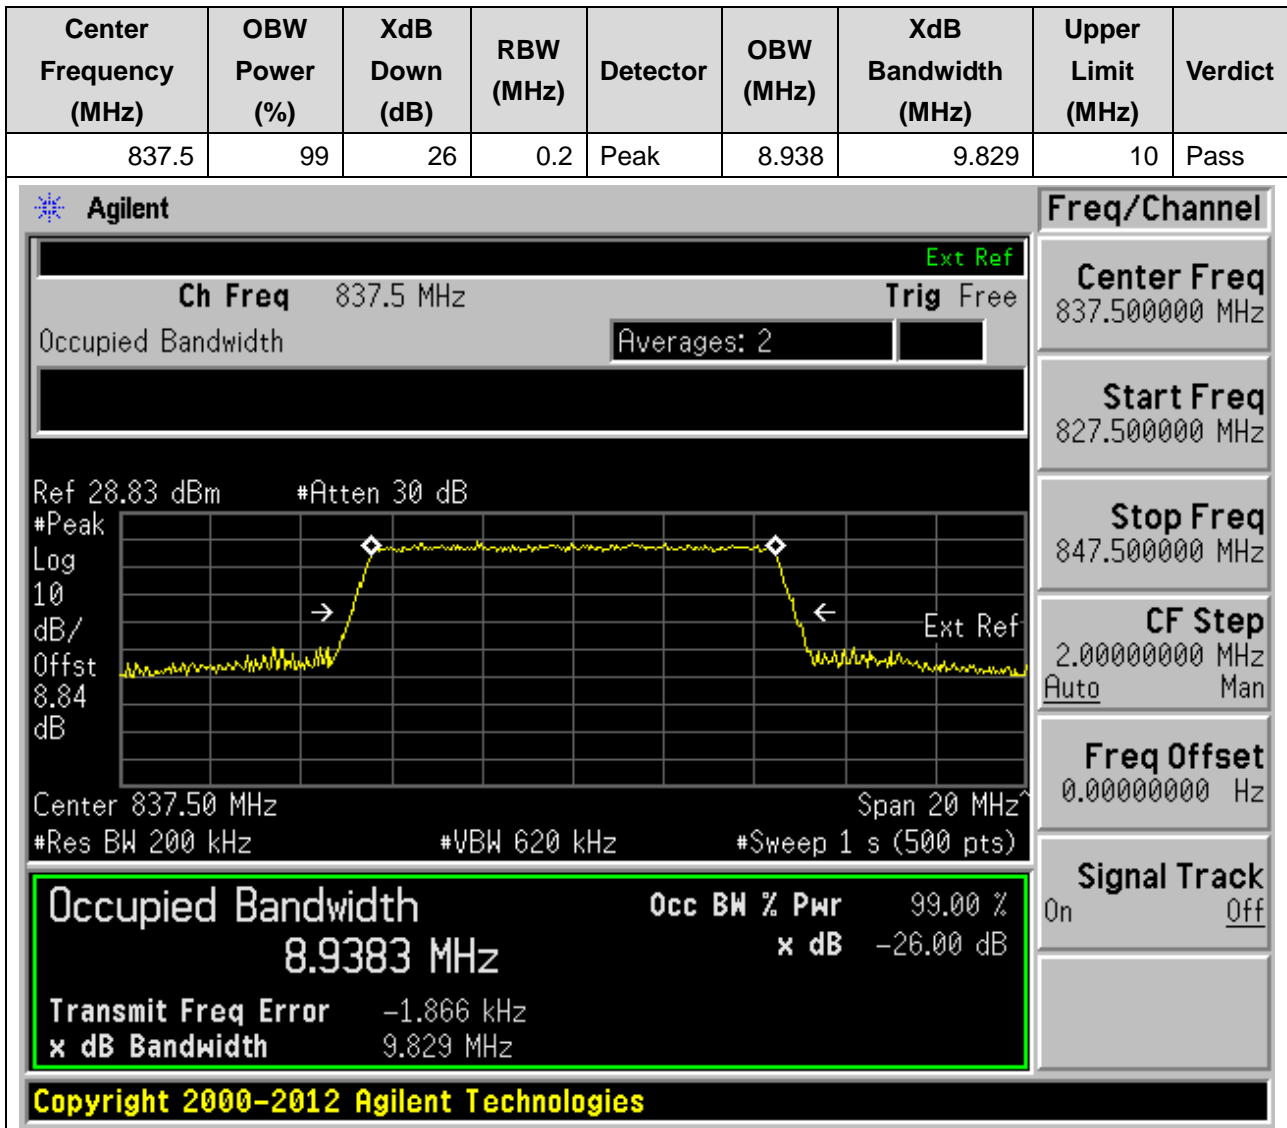 Center Frequency (MHz) OBW Power (%) XdB Down (dB) RBW (MHz) Detector OBW (MHz) XdB Bandwidth (MHz) Upper Limit (MHz) Verdict
837.5 99 26 0.2 Peak 8.938 9.829 10 Pass
Agilent
Freq/Channel
Ext Ref
Ch Freq 837.5 MHz Trig Free
Occupied Bandwidth Averages: 2
Center Freq
837.500000 MHz
Start Freq
827.500000 MHz
Stop Freq
847.500000 MHz
CF Step
2.00000000 MHz
Auto Man
Freq Offset
0.00000000 Hz
Signal Track
On Off
Ref 28.83 dBm #Atten 30 dB
#Peak
Log
10
dB/
Offst
8.84
dB
Ext Ref
Center 837.50 MHz Span 20 MHz^
#Res BW 200 kHz #VBW 620 kHz #Sweep 1 s (500 pts)
Occupied Bandwidth Occ BW % Pwr 99.00 %
8.9383 MHz x dB -26.00 dB
Transmit Freq Error -1.866 kHz
x dB Bandwidth 9.829 MHz
Copyright 2000-2012 Agilent Technologies